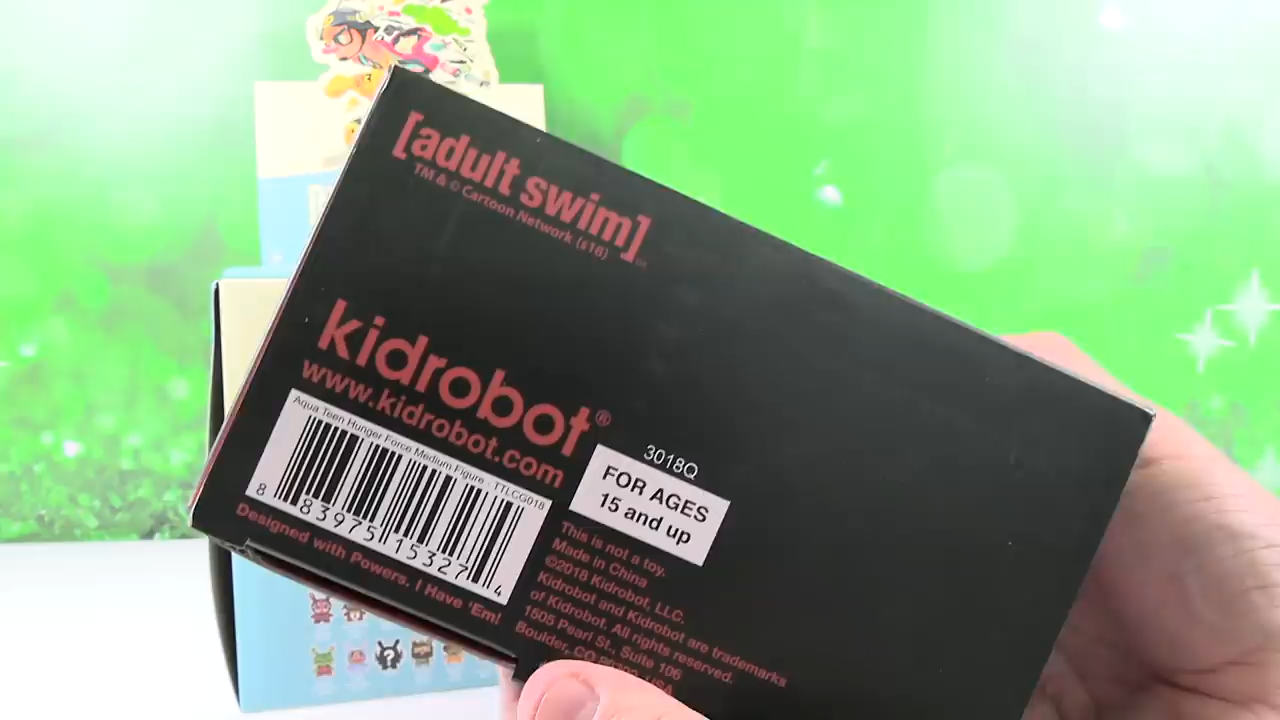 [adult swim]
TM & © Cartoon Network (s18)
kidrobot®
www.kidrobot.com
Aqua Teen Hunger Force Medium Figure - TTLCG018
8 83975 15327 4
Designed with Powers, I Have 'Em!
3018Q
FOR AGES
15 and up
This is not a toy.
Made in China
©2018 Kidrobot, LLC.
Kidrobot and Kidrobot are trademarks
of Kidrobot. All rights reserved.
1505 Pearl St., Suite 106
Boulder, CO USA